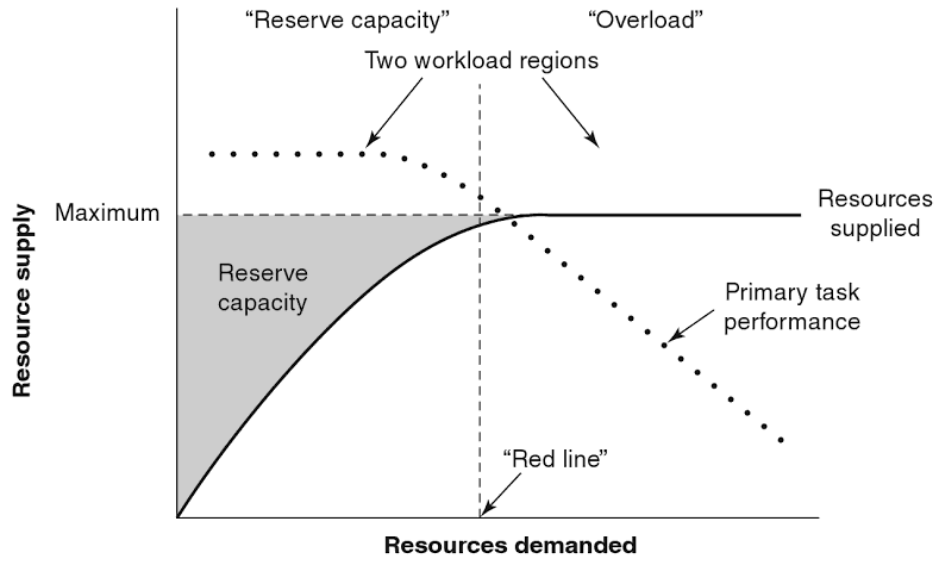 “Reserve capacity”
“Overload”
Two workload regions
Maximum
Resources
supplied
Reserve
capacity
Primary task
performance
“Red line”
Resource supply
Resources demanded